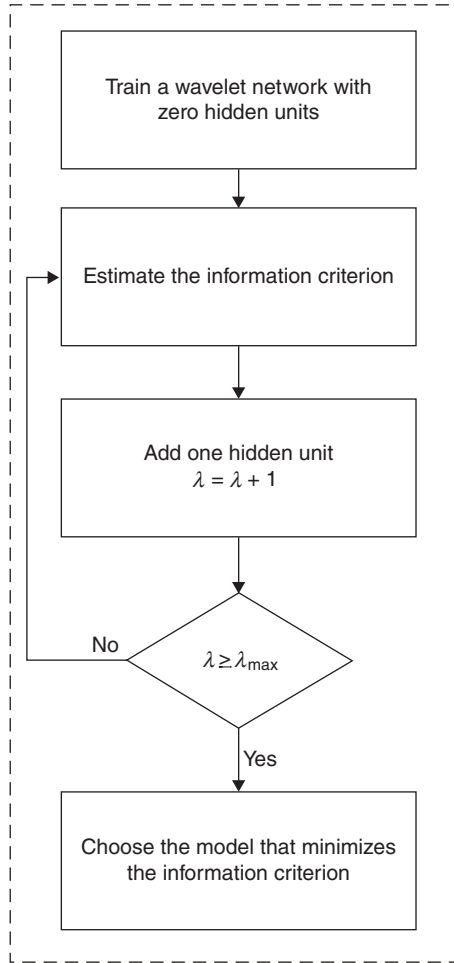 Train a wavelet network with
zero hidden units
Estimate the information criterion
Add one hidden unit
λ = λ + 1
No
λ ≥ λmax
Yes
Choose the model that minimizes
the information criterion